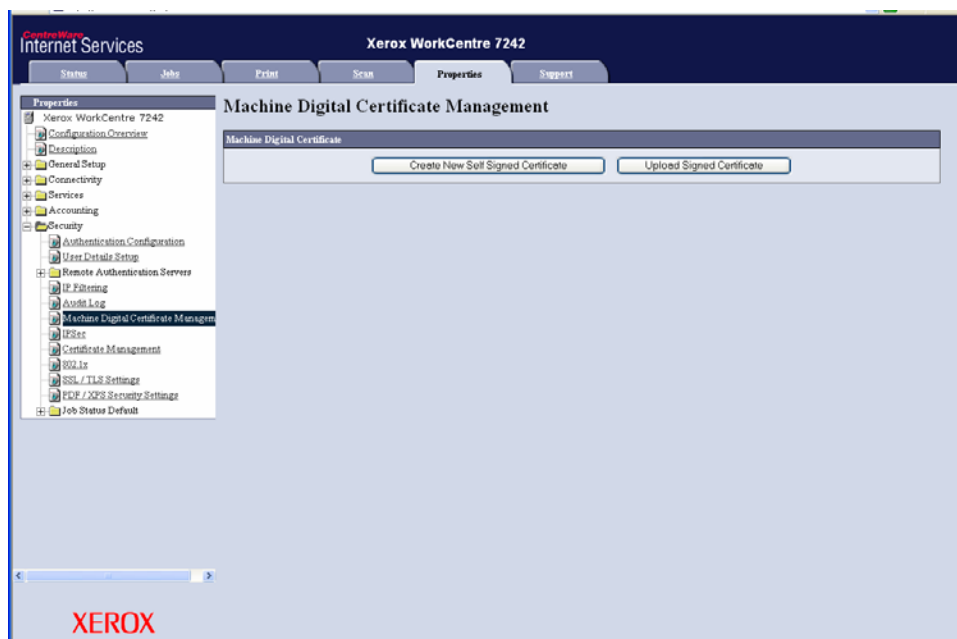 CentreWare
Internet Services
Xerox WorkCentre 7242
Status
Jobs
Print
Scan
Properties
Support
Properties
Xerox WorkCentre 7242
Configuration Overview
Description
General Setup
Connectivity
Services
Accounting
Security
Authentication Configuration
User Details Setup
Remote Authentication Servers
IP Filtering
Audit Log
Machine Digital Certificate Managem
IPSec
Certificate Management
802.1x
SSL / TLS Settings
PDF / XPS Security Settings
Job Status Default
Machine Digital Certificate Management
Machine Digital Certificate
Create New Self Signed Certificate
Upload Signed Certificate
XEROX